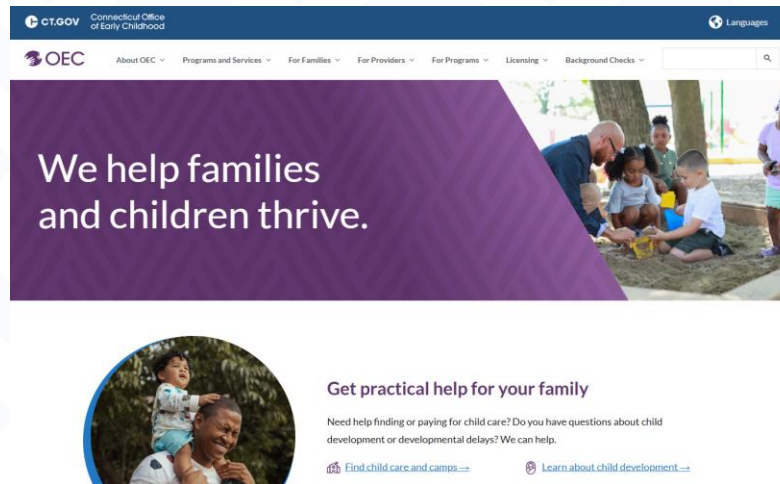 CT.GOV
Connecticut Office
of Early Childhood
Languages
OEC
About OEC
Programs and Services
For Families
For Providers
For Programs
Licensing
Background Checks
We help families
and children thrive.
Get practical help for your family
Need help finding or paying for child care? Do you have questions about child
development or developmental delays? We can help.
Find child care and camps →
Learn about child development →